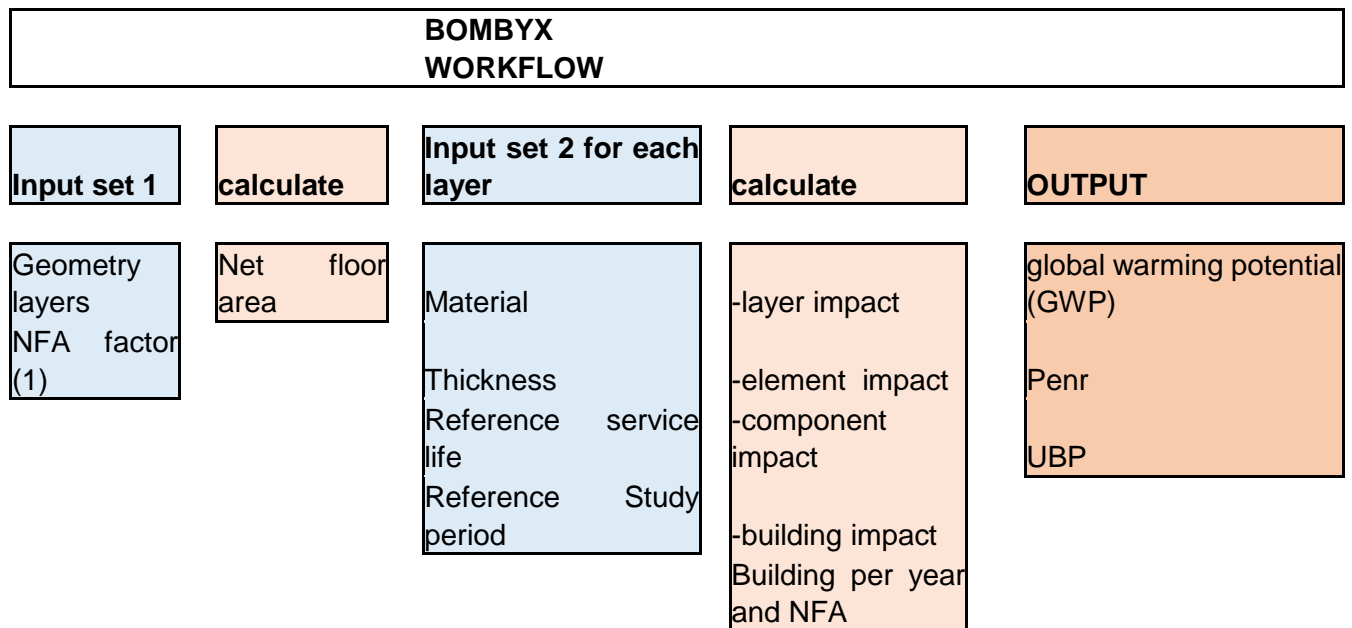 BOMBYX
WORKFLOW
Input set 1
calculate
Input set 2 for each
layer
calculate
OUTPUT
Geometry
layers
NFA factor
(1)
Net floor
area
Material
Thickness
Reference service
life
Reference Study
period
-layer impact
-element impact
-component
impact
-building impact
Building per year
and NFA
global warming potential
(GWP)
Penr
UBP